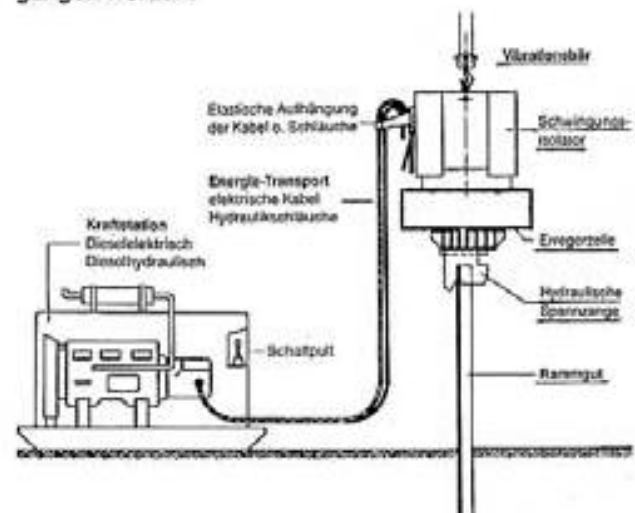 Vibrationsbär
Elastische Aufhängung
der Kabel o. Schläuche
Schwingungs-
isolator
Energie-Transport
elektrische Kabel
Hydraulikschläuche
Kraftstation
Dieselelektrisch
Dieselhydraulisch
Erregerzelle
Hydraulische
Spannzange
Schaltpult
Rammgut